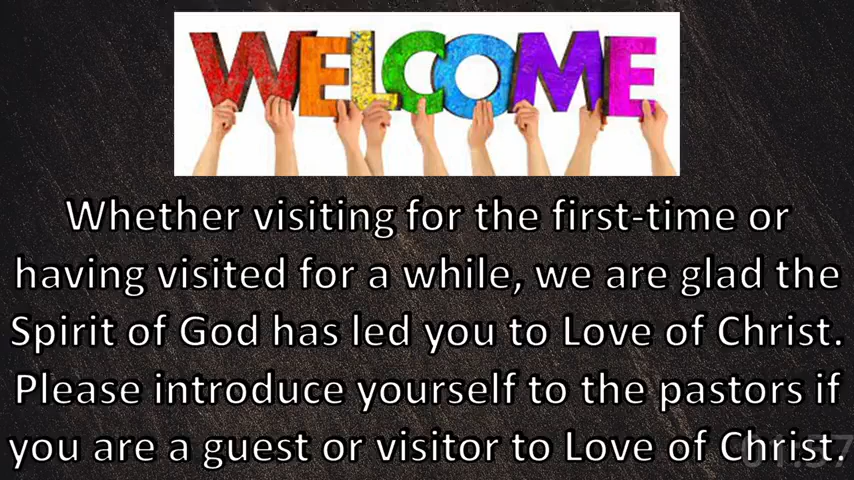 WELCOME
Whether visiting for the first-time or
having visited for a while, we are glad the
Spirit of God has led you to Love of Christ.
Please introduce yourself to the pastors if
you are a guest or visitor to Love of Christ.
01:57